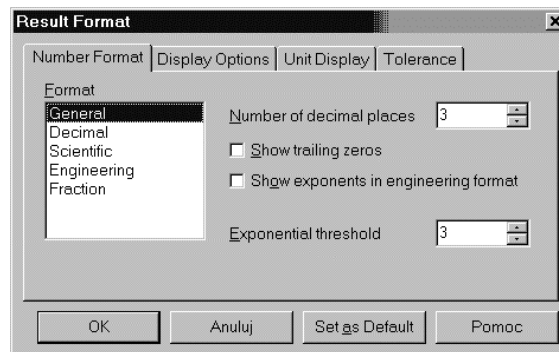 Result Format
Number Format Display Options Unit Display Tolerance
Format
General
Decimal
Scientific
Engineering
Fraction
Number of decimal places 3
Show trailing zeros
Show exponents in engineering format
Exponential threshold 3
OK Anuluj Set as Default Pomoc